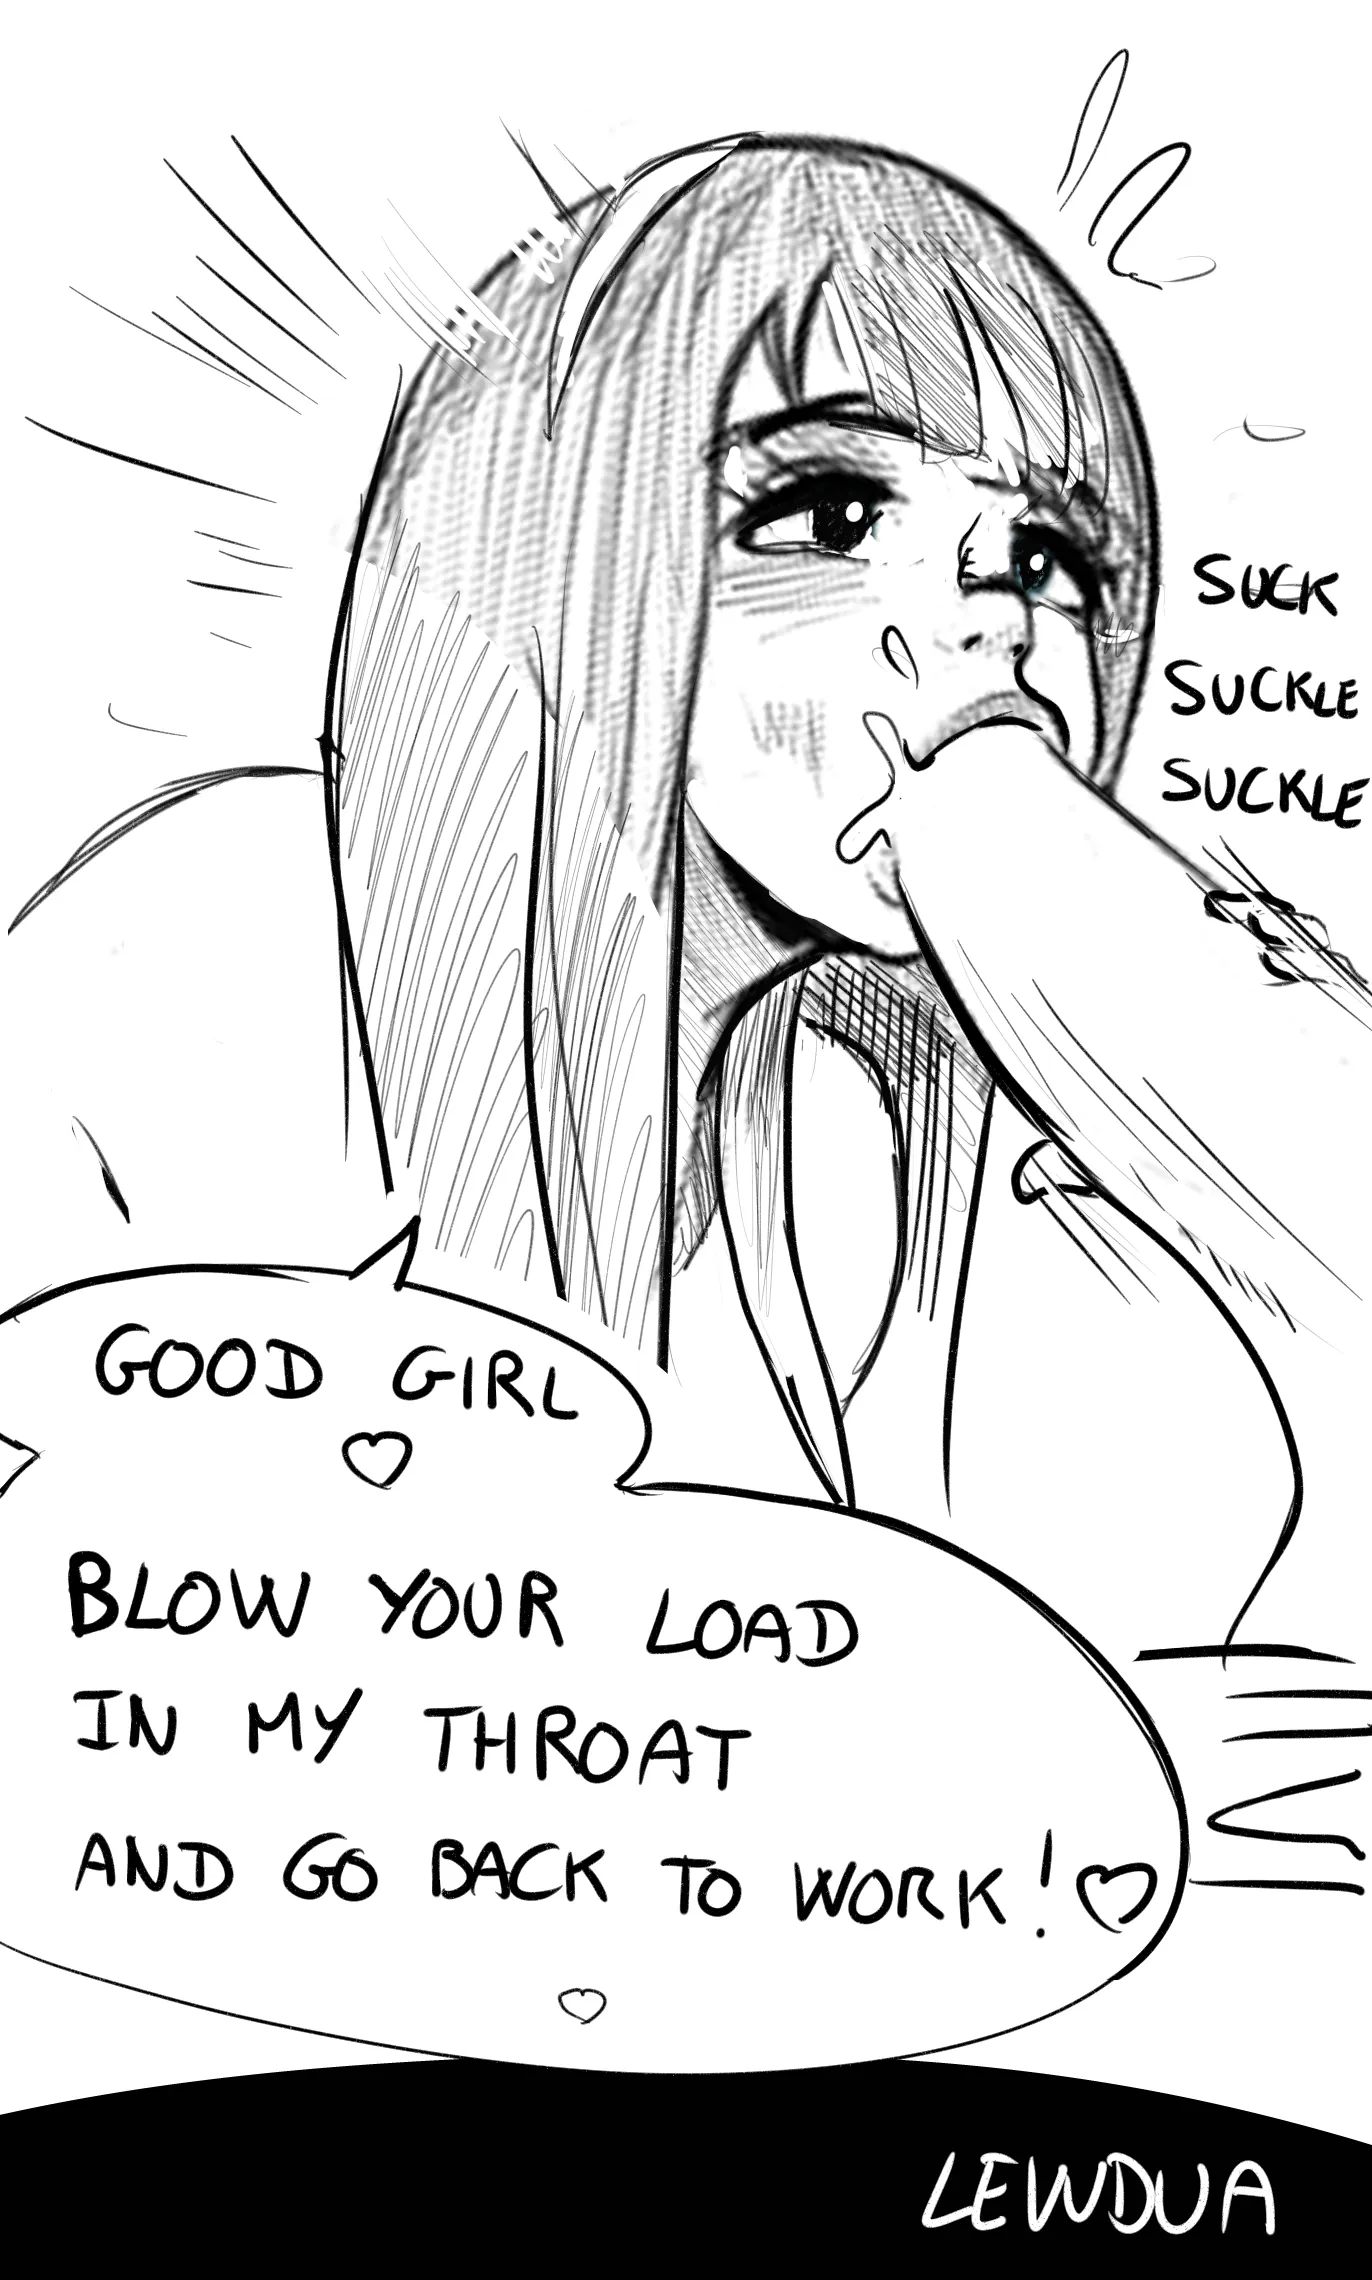 SUCK
SUCKLE
SUCKLE
GOOD GIRL
♡
BLOW YOUR LOAD
IN MY THROAT
AND GO BACK TO WORK! ♡
♡
LEWDUA